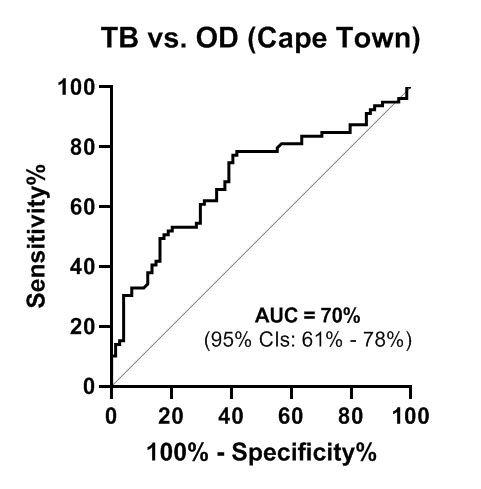 TB vs. OD (Cape Town)
100
80
60
40
20
0
Sensitivity%
AUC = 70%
(95% CIs: 61% - 78%)
0 20 40 60 80 100
100% - Specificity%